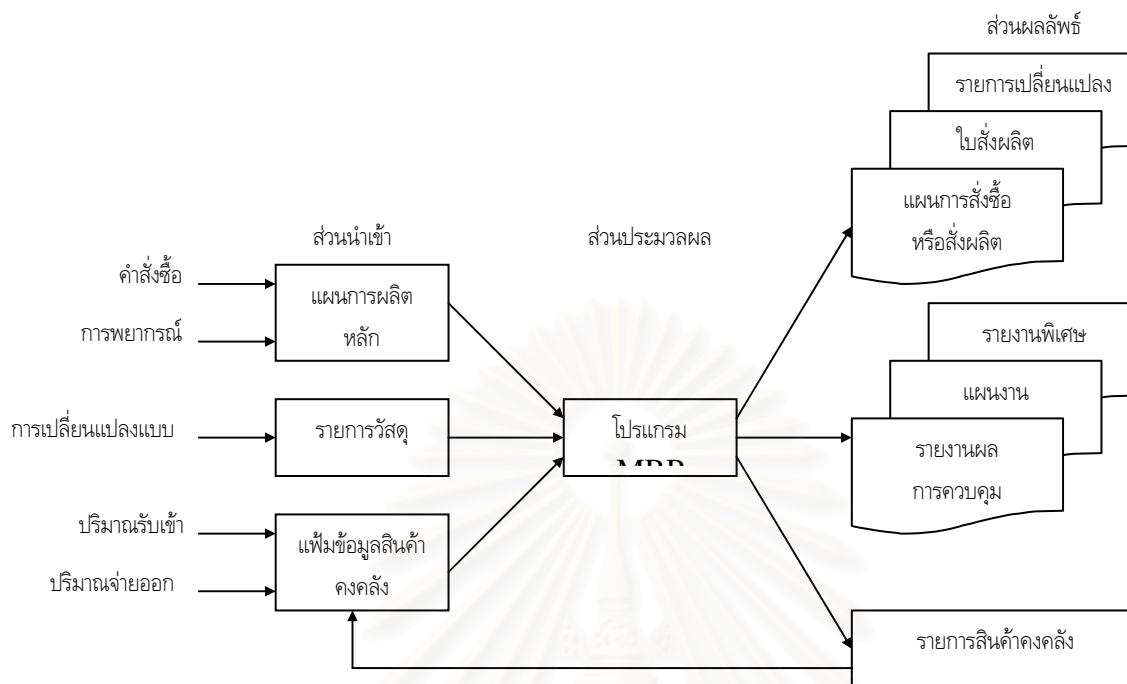 ส่วนผลลัพธ์
รายการเปลี่ยนแปลง
ใบสั่งผลิต
แผนการสั่งซื้อ
หรือสั่งผลิต
ส่วนนำเข้า
ส่วนประมวลผล
คำสั่งซื้อ
การพยากรณ์
แผนการผลิต
หลัก
รายงานพิเศษ
แผนงาน
รายงานผล
การควบคุม
การเปลี่ยนแปลงแบบ
รายการวัสดุ
โปรแกรม
MRP
ปริมาณรับเข้า
ปริมาณจ่ายออก
แฟ้มข้อมูลสินค้า
คงคลัง
รายการสินค้าคงคลัง